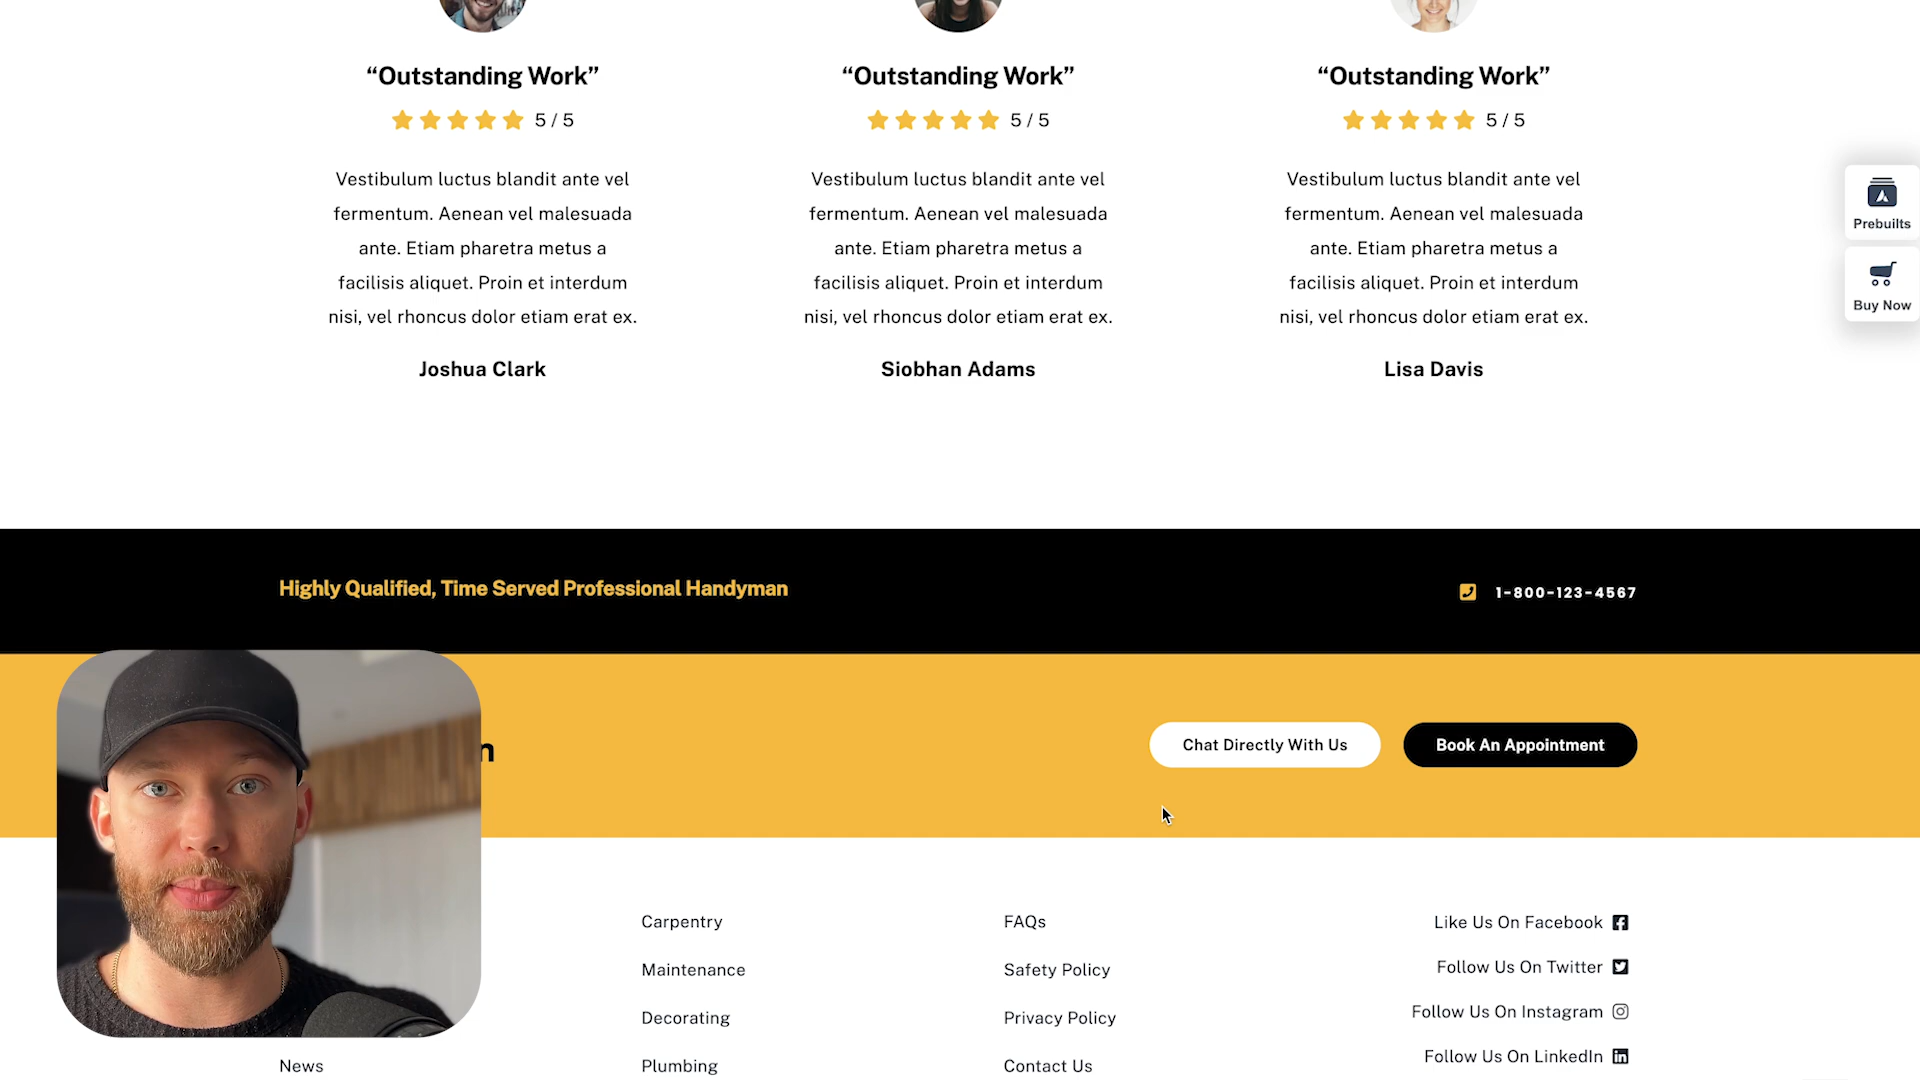 “Outstanding Work”
5 / 5
Vestibulum luctus blandit ante vel
fermentum. Aenean vel malesuada
ante. Etiam pharetra metus a
facilisis aliquet. Proin et interdum
nisi, vel rhoncus dolor etiam erat ex.
Joshua Clark
“Outstanding Work”
5 / 5
Vestibulum luctus blandit ante vel
fermentum. Aenean vel malesuada
ante. Etiam pharetra metus a
facilisis aliquet. Proin et interdum
nisi, vel rhoncus dolor etiam erat ex.
Siobhan Adams
“Outstanding Work”
5 / 5
Vestibulum luctus blandit ante vel
fermentum. Aenean vel malesuada
ante. Etiam pharetra metus a
facilisis aliquet. Proin et interdum
nisi, vel rhoncus dolor etiam erat ex.
Lisa Davis
Prebuilts
Buy Now
Highly Qualified, Time Served Professional Handyman
1-800-123-4567
Chat Directly With Us
Book An Appointment
News
Carpentry
Maintenance
Decorating
Plumbing
FAQs
Safety Policy
Privacy Policy
Contact Us
Like Us On Facebook
Follow Us On Twitter
Follow Us On Instagram
Follow Us On LinkedIn